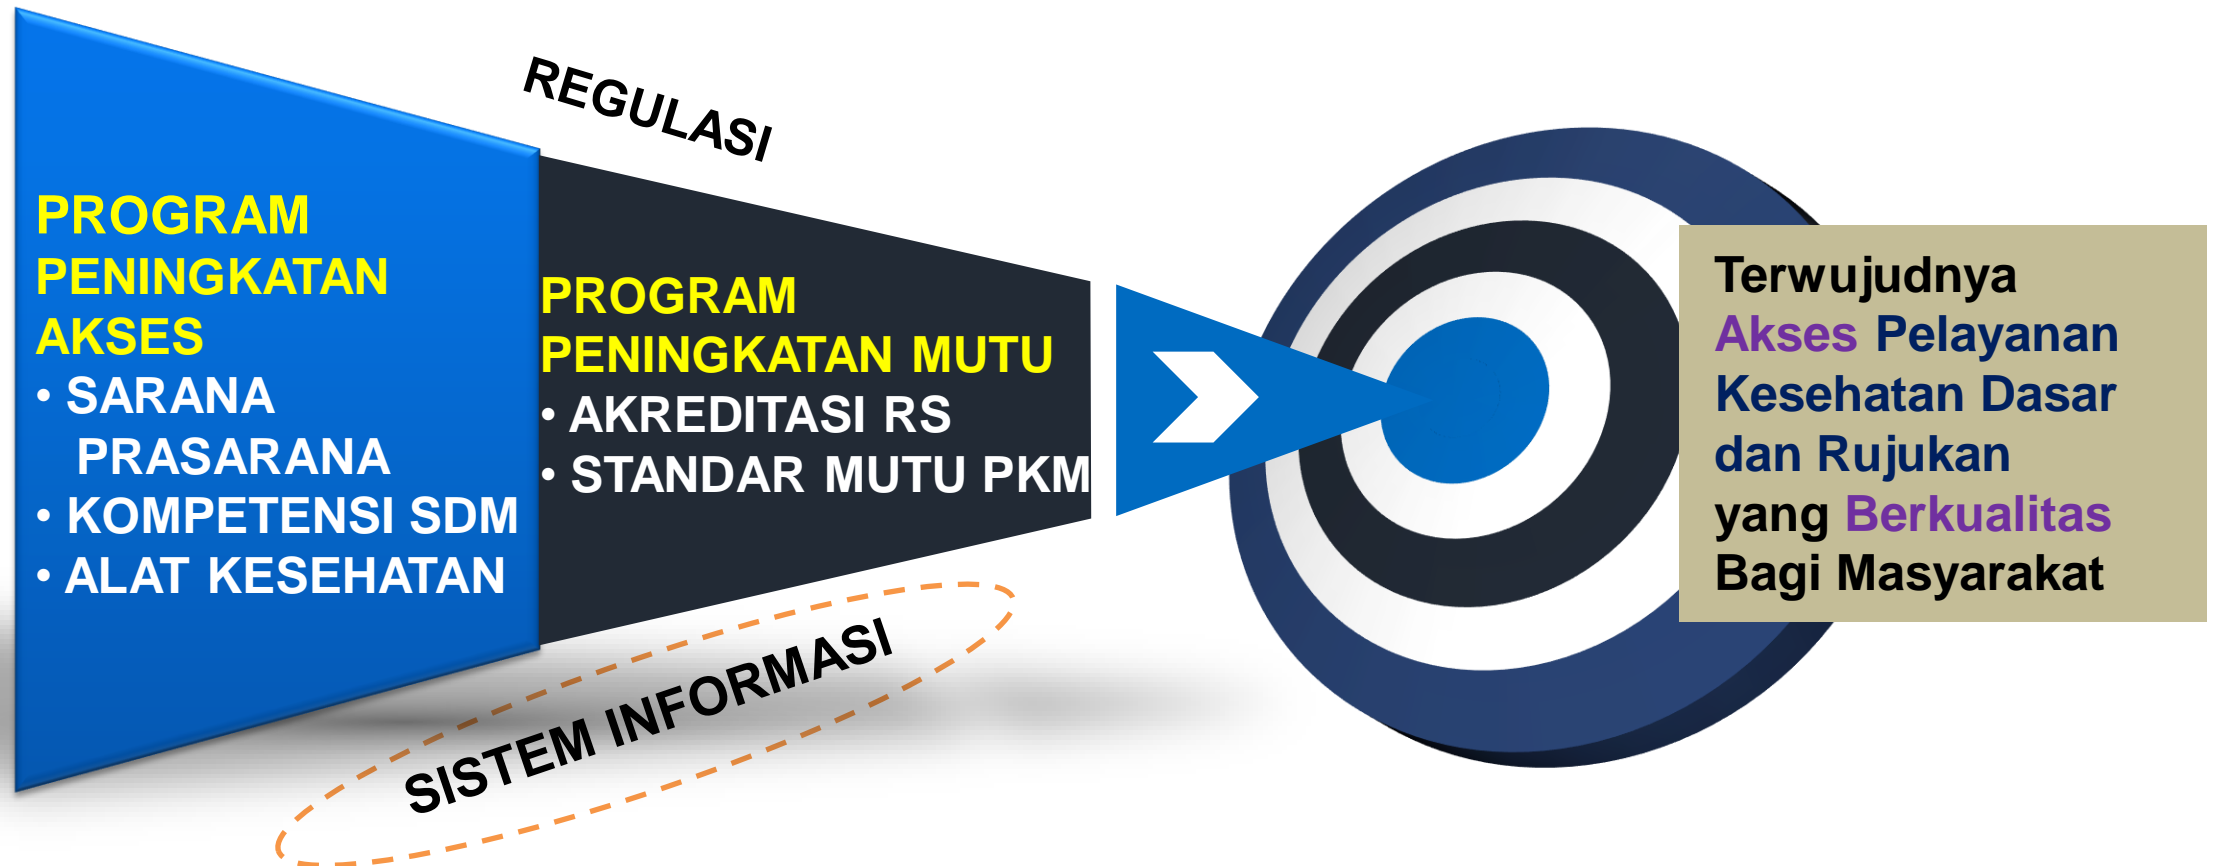 REGULASI
PROGRAM
PENINGKATAN
AKSES
• SARANA
PRASARANA
• KOMPETENSI SDM
• ALAT KESEHATAN
PROGRAM
PENINGKATAN MUTU
• AKREDITASI RS
• STANDAR MUTU PKM
SISTEM INFORMASI
Terwujudnya
Akses Pelayanan
Kesehatan Dasar
dan Rujukan
yang Berkualitas
Bagi Masyarakat